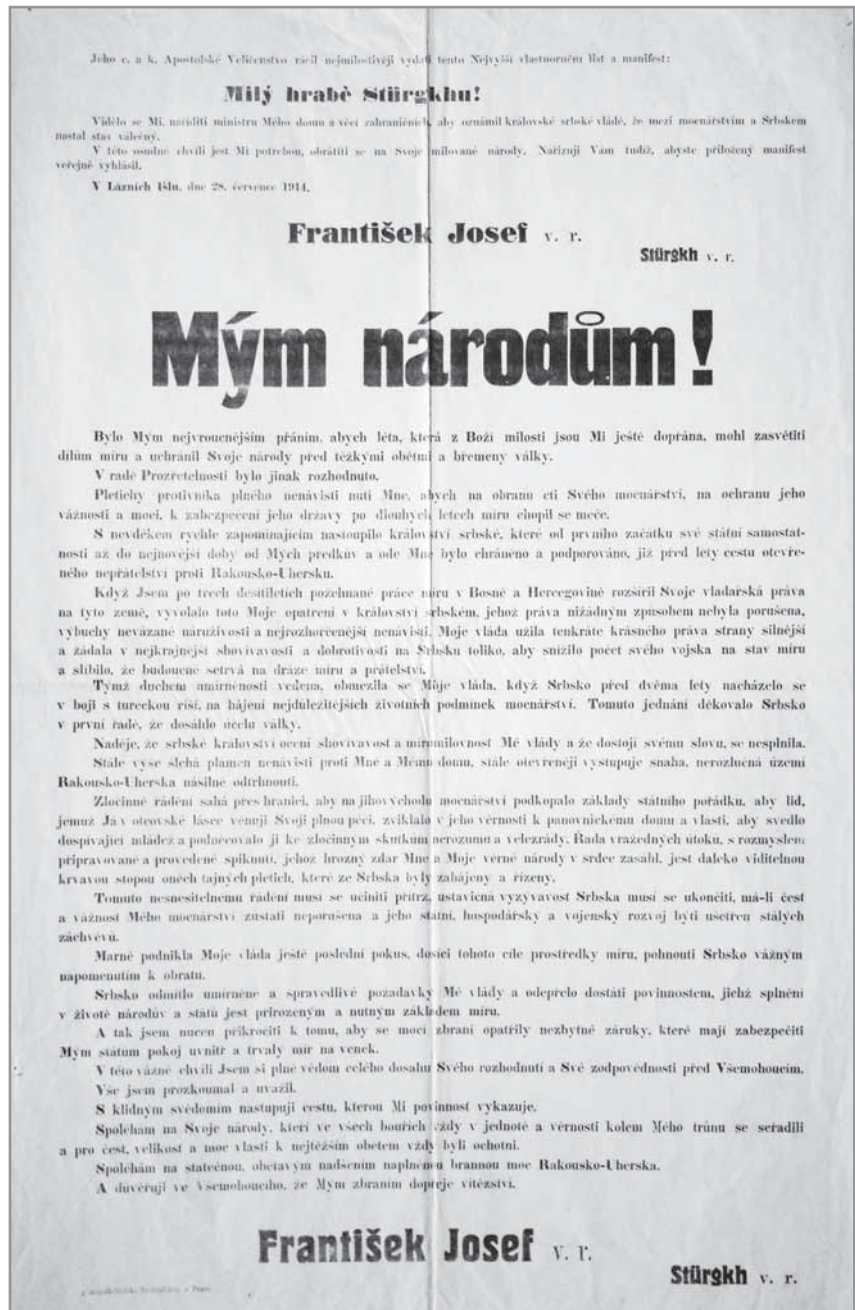 Jeho c. a k. Apoštolské Veličenstvo ráčil nejmilostivěji vydati tento Nejvyšší vlastnoruční list a manifest:
Milý hrabě Stürgkhu!
Vidělo se Mi, naříditi ministru Mého domu a věcí zahraničních, aby oznámil královské srbské vládě, že mezi mocnářstvím a Srbskem
nastal stav válečný.
V této osudné chvíli jest Mi potřebou, obrátiti se na Svoje milované národy. Nařizuji Vám tudíž, abyste přiložený manifest
veřejně vyhlásil.
V Lázních Išlu, dne 28. července 1914.
František Josef v. r.
Stürgkh v. r.
Mým národům!
Bylo Mým nejvroucnějším přáním, abych léta, která z Boží milosti jsou Mi ještě dopřána, mohl zasvětiti
dílům míru a uchránil Svoje národy před těžkými obětmi a břemeny války.
V radě Prozřetelnosti bylo jinak rozhodnuto.
Pletichy protivníka plného nenávisti nutí Mne, abych na obranu cti Svého mocnářství, na ochranu jeho
vážnosti a moci, k zabezpečení jeho državy po dlouhých letech míru chopil se meče.
S nevděkem rychle zapomínajícím nastoupilo království srbské, které od prvního začátku své státní samostat-
nosti až do nejnovější doby od Mých předkův a ode Mne bylo chráněno a podporováno, již před lety cestu otevře-
ného nepřátelství proti Rakousko-Uhersku.
Když Jsem po třech desítiletích požehnané práce míru v Bosně a Hercegovině rozšířil Svoje vladařská práva
na tyto země, vyvolalo toto Moje opatření v království srbském, jehož práva nižádným způsobem nebyla porušena,
výbuchy nevázané náruživosti a nejrozhořčenější nenávisti. Moje vláda užila tenkráte krásného práva strany silnější
a žádala v nejkrajnější shovívavosti a dobrotivosti na Srbsku toliko, aby snížilo počet svého vojska na stav míru
a slíbilo, že budoucně setrvá na dráze míru a přátelství.
Týmž duchem umírněnosti vedena, obmezila se Moje vláda, když Srbsko před dvěma lety nacházelo se
v boji s tureckou říší, na hájení nejdůležitějších životních podmínek mocnářství. Tomuto jednání děkovalo Srbsko
v první řadě, že dosáhlo účelu války.
Naděje, že srbské království ocení shovívavost a mírumilovnost Mé vlády a že dostojí svému slovu, se nesplnila.
Stále výše šlehá plamen nenávisti proti Mně a Mému domu, stále otevřeněji vystupuje snaha, nerozlučná území
Rakousko-Uherska násilně odtrhnouti.
Zločinné řádění sahá přes hranici, aby na jihovýchodu mocnářství podkopalo základy státního pořádku, aby lid,
jemuž Já v otcovské lásce věnuji Svoji plnou péči, zviklalo v jeho věrnosti k panovnickému domu a vlasti, aby svedlo
dospívající mládež a podněcovalo ji ke zločinným skutkům nerozumu a velezrády. Řada vražedných útoků, s rozmyslem
připravované a provedené spiknutí, jehož hrozný zdar Mne a Moje věrné národy v srdce zasáhl, jest daleko viditelnou
krvavou stopou oněch tajných pletich, které ze Srbska byly zahájeny a řízeny.
Tomuto nesnesitelnému řádění musí se učiniti přítrž, ustavičná vyzývavost Srbska musí se ukončiti, má-li čest
a vážnost Mého mocnářství zůstati neporušena a jeho státní, hospodářský a vojenský rozvoj býti ušetřen stálých
záchvěvů.
Marně podnikla Moje vláda ještě poslední pokus, dosíci tohoto cíle prostředky míru, pohnouti Srbsko vážným
napomenutím k obratu.
Srbsko odmítlo umírněné a spravedlivé požadavky Mé vlády a odepřelo dostáti povinnostem, jichž splnění
v životě národův a států jest přirozeným a nutným základem míru.
A tak jsem nucen přikročiti k tomu, aby se mocí zbraní opatřily nezbytné záruky, které mají zabezpečiti
Mým státům pokoj uvnitř a trvalý mír na venek.
V této vážné chvíli Jsem si plně vědom celého dosahu Svého rozhodnutí a Své zodpovědnosti před Všemohoucím.
Vše jsem prozkoumal a uvážil.
S klidným svědomím nastupuji cestu, kterou Mi povinnost vykazuje.
Spoléhám na Svoje národy, kteří ve všech bouřích vždy v jednotě a věrnosti kolem Mého trůnu se seřadili
a pro čest, velikost a moc vlasti k nejtěžším obětem vždy byli ochotni.
Spoléhám na statečnou, obětavým nadšením naplněnou brannou moc Rakousko-Uherska.
A důvěřuji ve Všemohoucího, že Mým zbraním dopřeje vítězství.
František Josef v. r.
Stürgkh v. r.